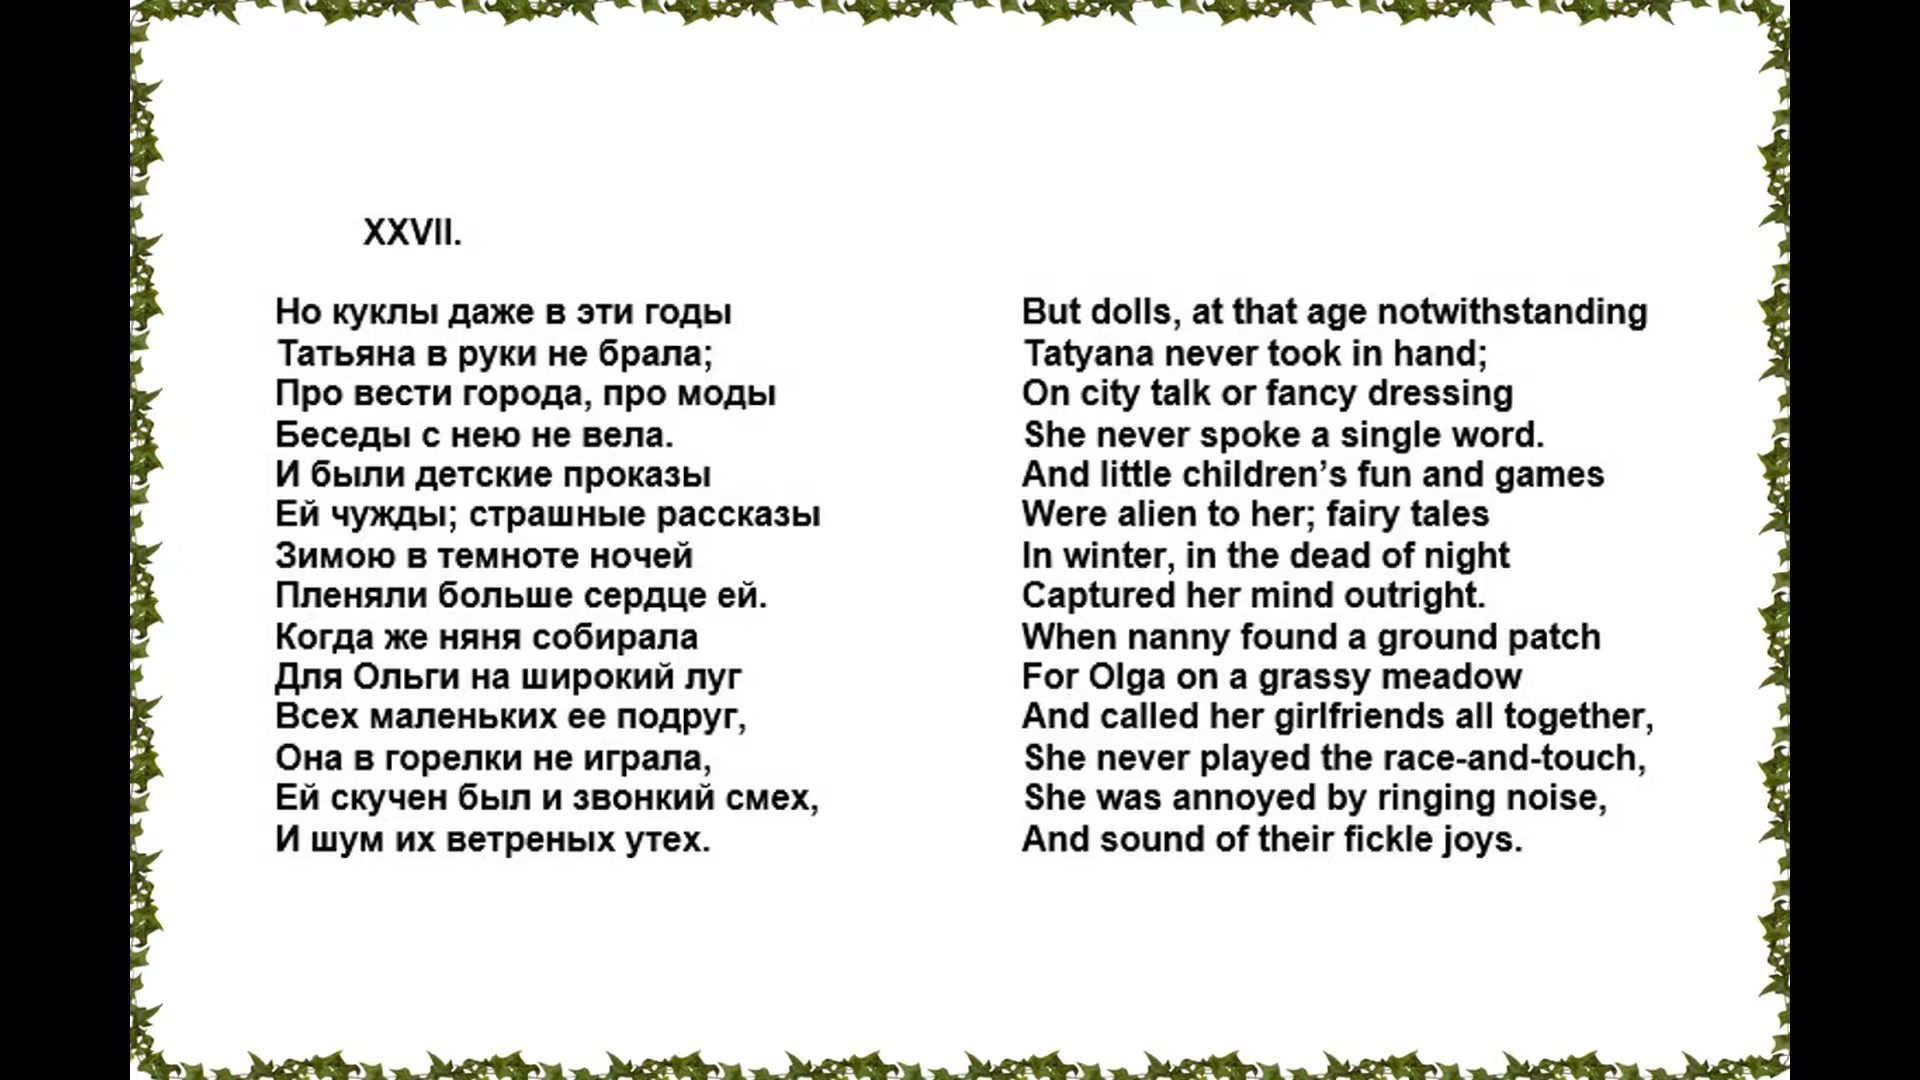 XXVII.
Но куклы даже в эти годы
Татьяна в руки не брала;
Про вести города, про моды
Беседы с нею не вела.
И были детские проказы
Ей чужды; страшные рассказы
Зимою в темноте ночей
Пленяли больше сердце ей.
Когда же няня собирала
Для Ольги на широкий луг
Всех маленьких ее подруг,
Она в горелки не играла,
Ей скучен был и звонкий смех,
И шум их ветреных утех.
But dolls, at that age notwithstanding
Tatyana never took in hand;
On city talk or fancy dressing
She never spoke a single word.
And little children’s fun and games
Were alien to her; fairy tales
In winter, in the dead of night
Captured her mind outright.
When nanny found a ground patch
For Olga on a grassy meadow
And called her girlfriends all together,
She never played the race-and-touch,
She was annoyed by ringing noise,
And sound of their fickle joys.